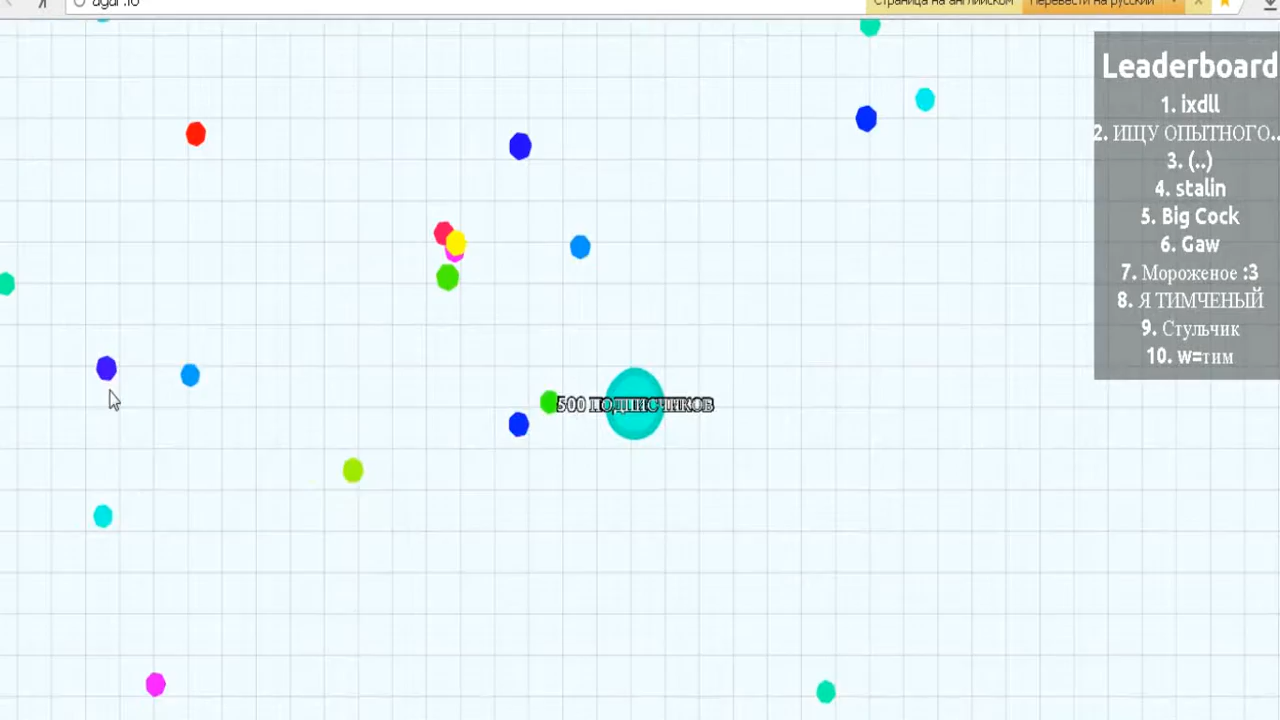 agar.io
Страница на английском
Перевести на русский
Leaderboard
1. ixdll
2. ИЩУ ОПЫТНОГО..
3. (..)
4. stalin
5. Big Cock
6. Gaw
7. Мороженое :3
8. Я ТИМЧЕНЫЙ
9. Стульчик
10. w=тим
500 ПОДПИСЧИКОВ